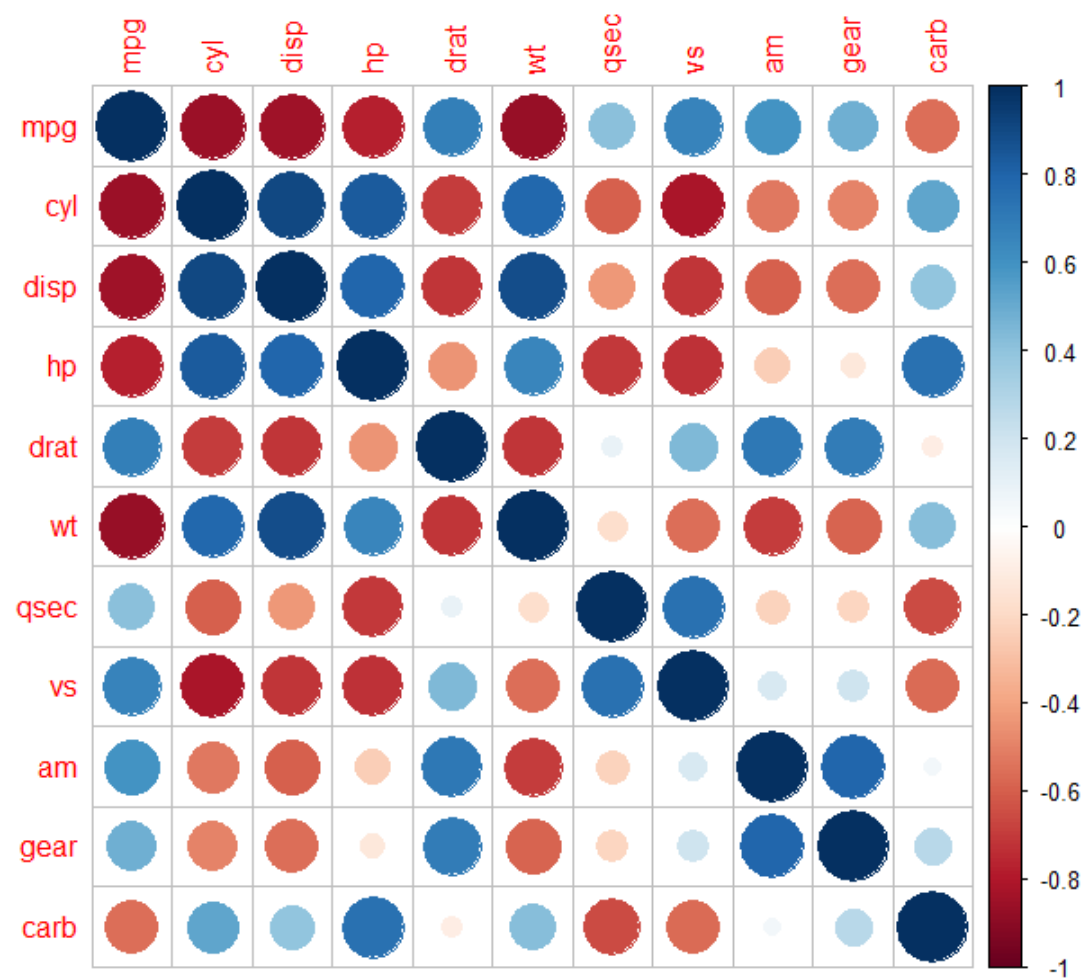 mpg cyl disp hp drat wt qsec vs am gear carb
mpg
cyl
disp
hp
drat
wt
qsec
vs
am
gear
carb
1
0.8
0.6
0.4
0.2
0
-0.2
-0.4
-0.6
-0.8
-1